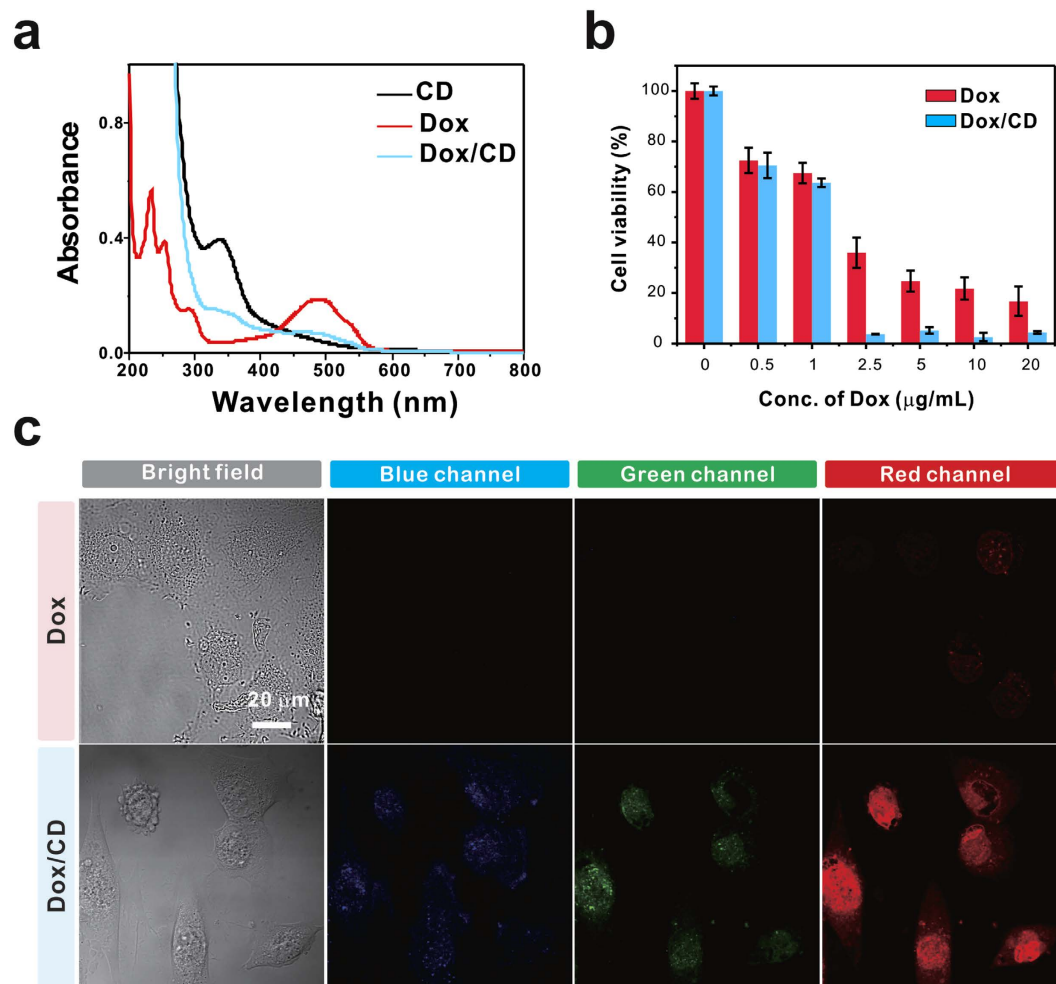 a
Absorbance
0.8
0.4
0.0
200 300 400 500 600 700 800
Wavelength (nm)
CD
Dox
Dox/CD
b
Cell viability (%)
100
80
60
40
20
0
0 0.5 1 2.5 5 10 20
Conc. of Dox (μg/mL)
Dox
Dox/CD
c
Bright field Blue channel Green channel Red channel
Dox
20 μm
Dox/CD